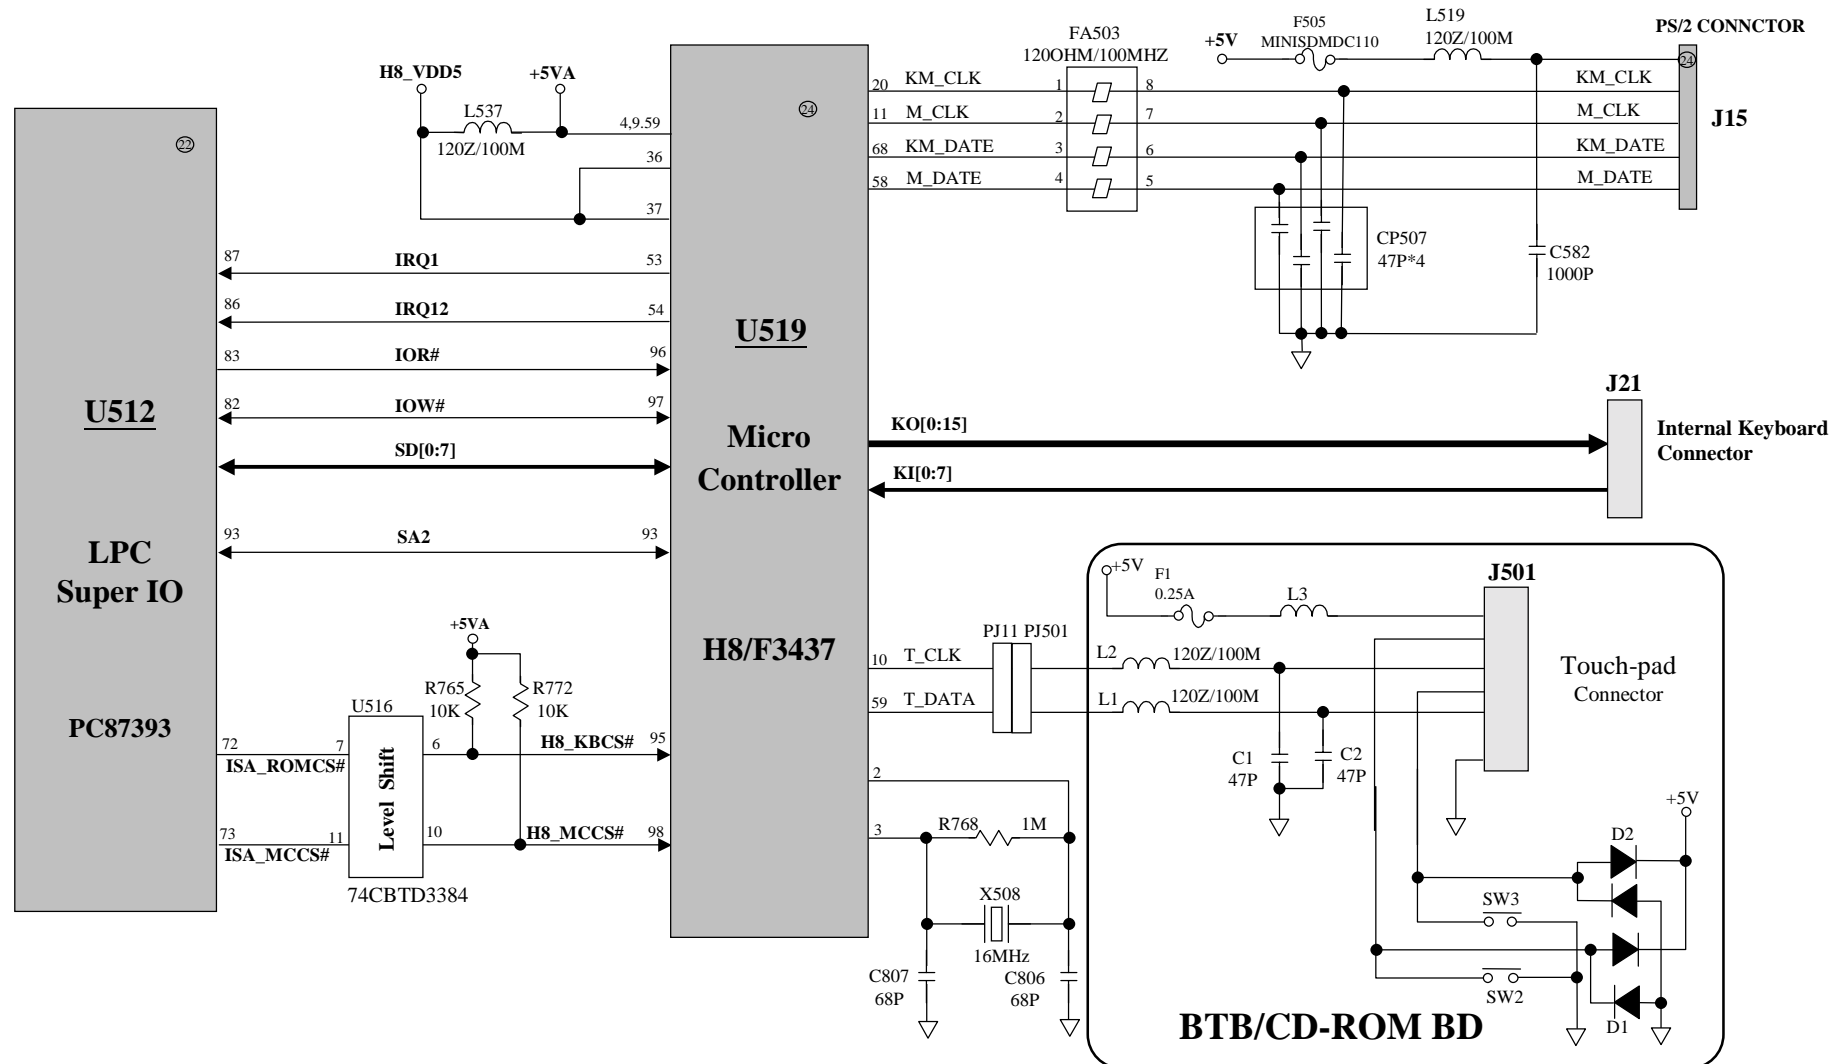 PS/2 CONNCTOR
F505
MINISDMDC110
L519
120Z/100M
+5V
FA503
120OHM/100MHZ
H8_VDD5
+5VA
L537
120Z/100M
4,9.59
36
37
22
24
24
20 KM_CLK 1 8 KM_CLK
11 M_CLK 2 7 M_CLK
68 KM_DATE 3 6 KM_DATE
58 M_DATE 4 5 M_DATE
J15
CP507
47P*4
C582
1000P
87 IRQ1 53
86 IRQ12 54
83 IOR# 96
82 IOW# 97
SD[0:7]
93 SA2 93
U512
LPC
Super IO
PC87393
U519
Micro
Controller
H8/F3437
KO[0:15]
KI[0:7]
J21
Internal Keyboard
Connector
+5VA
R765
10K
R772
10K
U516
Level Shift
74CBTD3384
72 7 6 H8_KBCS# 95
ISA_ROMCS#
73 11 10 H8_MCCS# 98
ISA_MCCS#
10 T_CLK
59 T_DATA
PJ11 PJ501
2
3
R768 1M
X508
16MHz
C807
68P
C806
68P
+5V
F1
0.25A
L3
J501
L2 120Z/100M
L1 120Z/100M
Touch-pad
Connector
C1
47P
C2
47P
+5V
D2
SW3
SW2
D1
BTB/CD-ROM BD